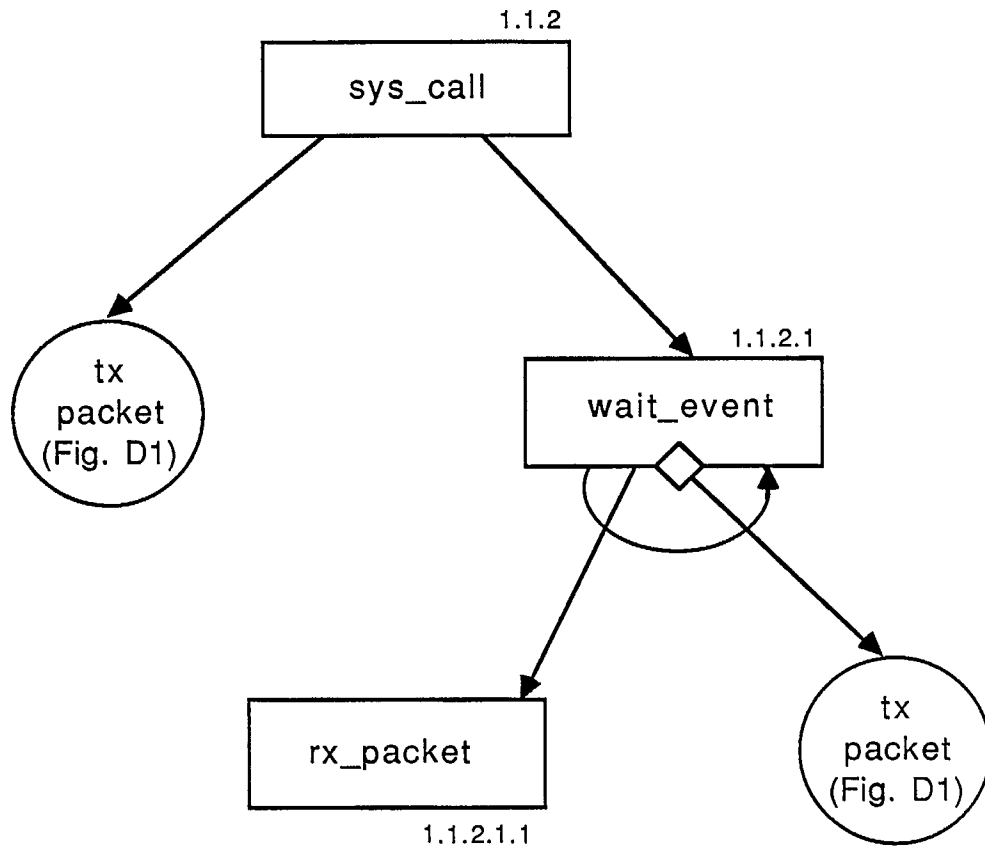 1.1.2
sys_call
tx
packet
(Fig. D1)
1.1.2.1
wait_event
rx_packet
1.1.2.1.1
tx
packet
(Fig. D1)